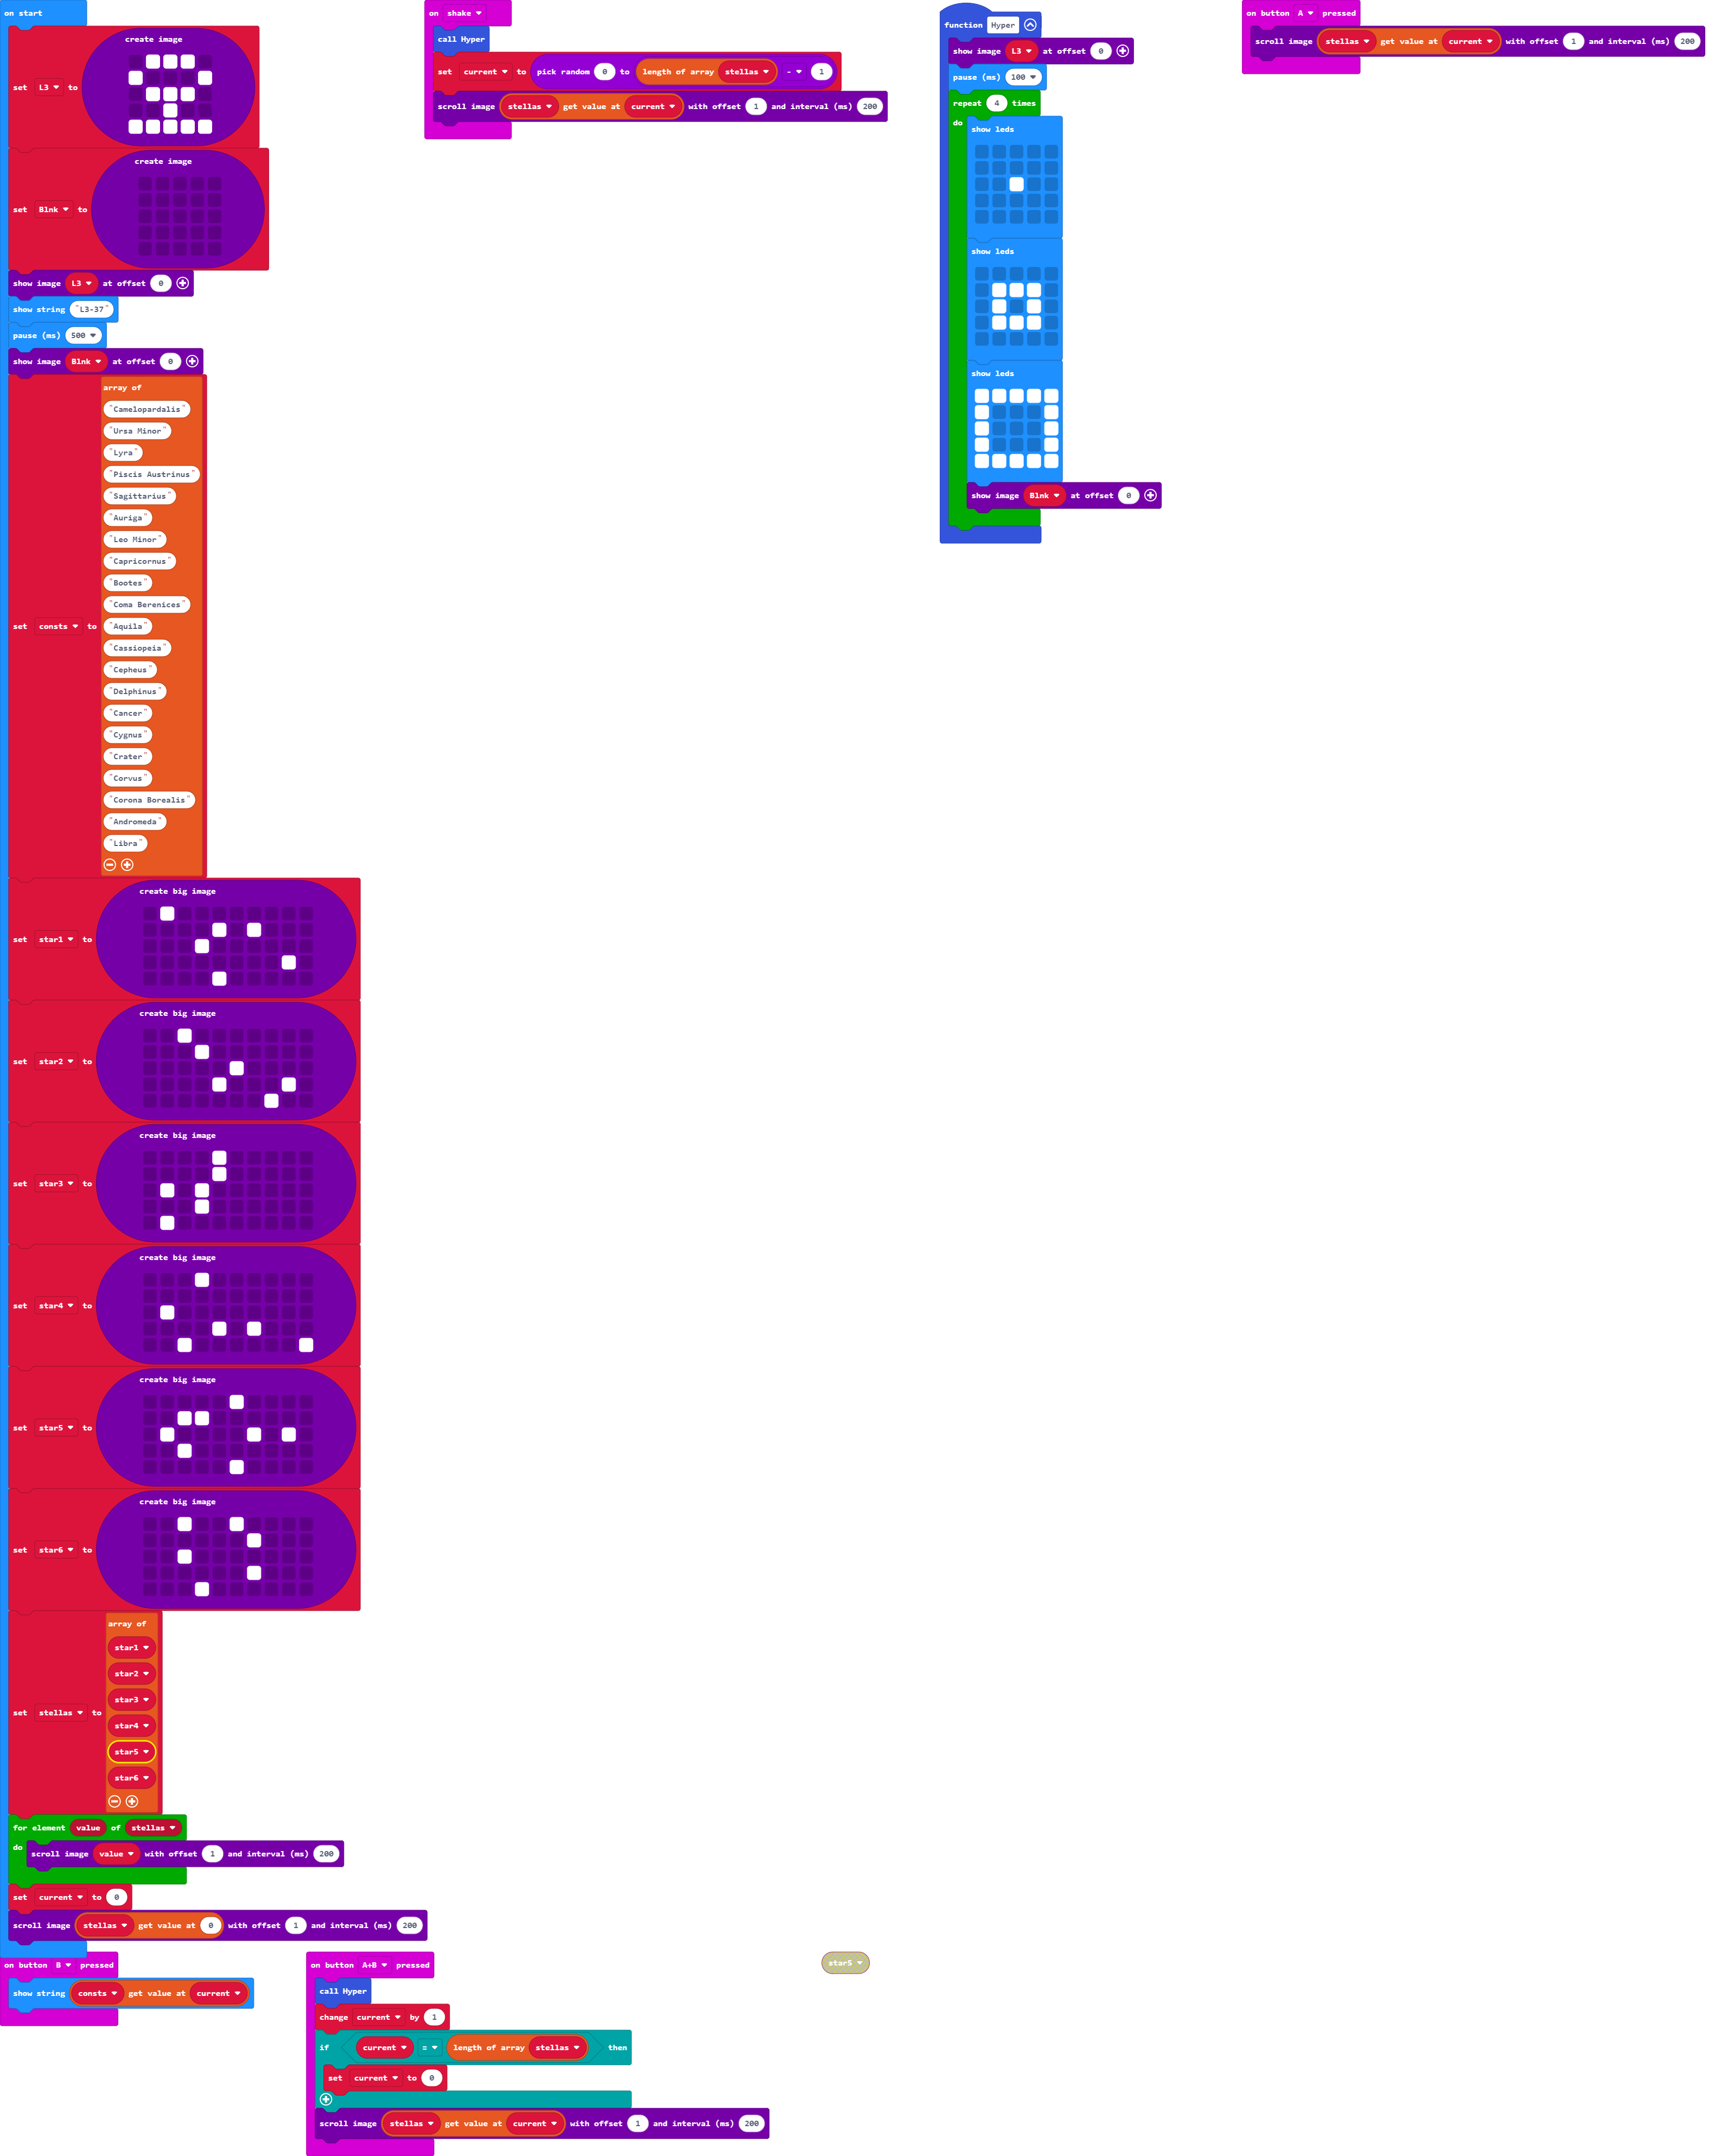 on start
create image
set L3 to
create image
set Blnk to
show image L3 at offset 0
show string "L3-37"
pause (ms) 500
show image Blnk at offset 0
array of
"Camelopardalis"
"Ursa Minor"
"Lyra"
"Piscis Austrinus"
"Sagittarius"
"Auriga"
"Leo Minor"
"Capricornus"
"Bootes"
"Coma Berenices"
set consts to
"Aquila"
"Cassiopeia"
"Cepheus"
"Delphinus"
"Cancer"
"Cygnus"
"Crater"
"Corvus"
"Corona Borealis"
"Andromeda"
"Libra"
create big image
set star1 to
create big image
set star2 to
create big image
set star3 to
create big image
set star4 to
create big image
set star5 to
create big image
set star6 to
array of
star1
star2
star3
set stellas to
star4
star5
star6
for element value of stellas
do
scroll image value with offset 1 and interval (ms) 200
set current to 0
scroll image stellas get value at 0 with offset 1 and interval (ms) 200
on shake
call Hyper
set current to pick random 0 to length of array stellas - 1
scroll image stellas get value at current with offset 1 and interval (ms) 200
function Hyper
show image L3 at offset 0
pause (ms) 100
repeat 4 times
do
show leds
show leds
show leds
show image Blnk at offset 0
on button A pressed
scroll image stellas get value at current with offset 1 and interval (ms) 200
on button B pressed
show string consts get value at current
on button A+B pressed
call Hyper
change current by 1
if current = length of array stellas then
set current to 0
scroll image stellas get value at current with offset 1 and interval (ms) 200
star5